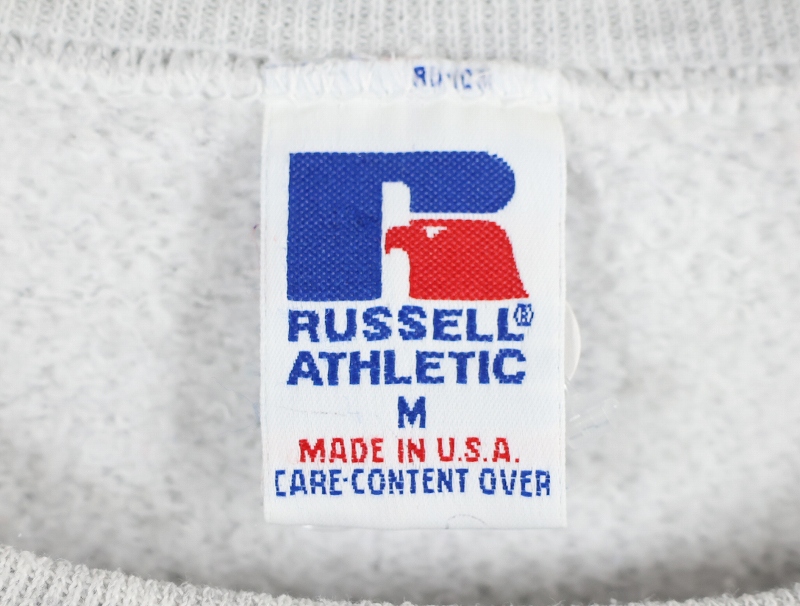 RUSSELL®
ATHLETIC
M
MADE IN U.S.A.
CARE-CONTENT OVER